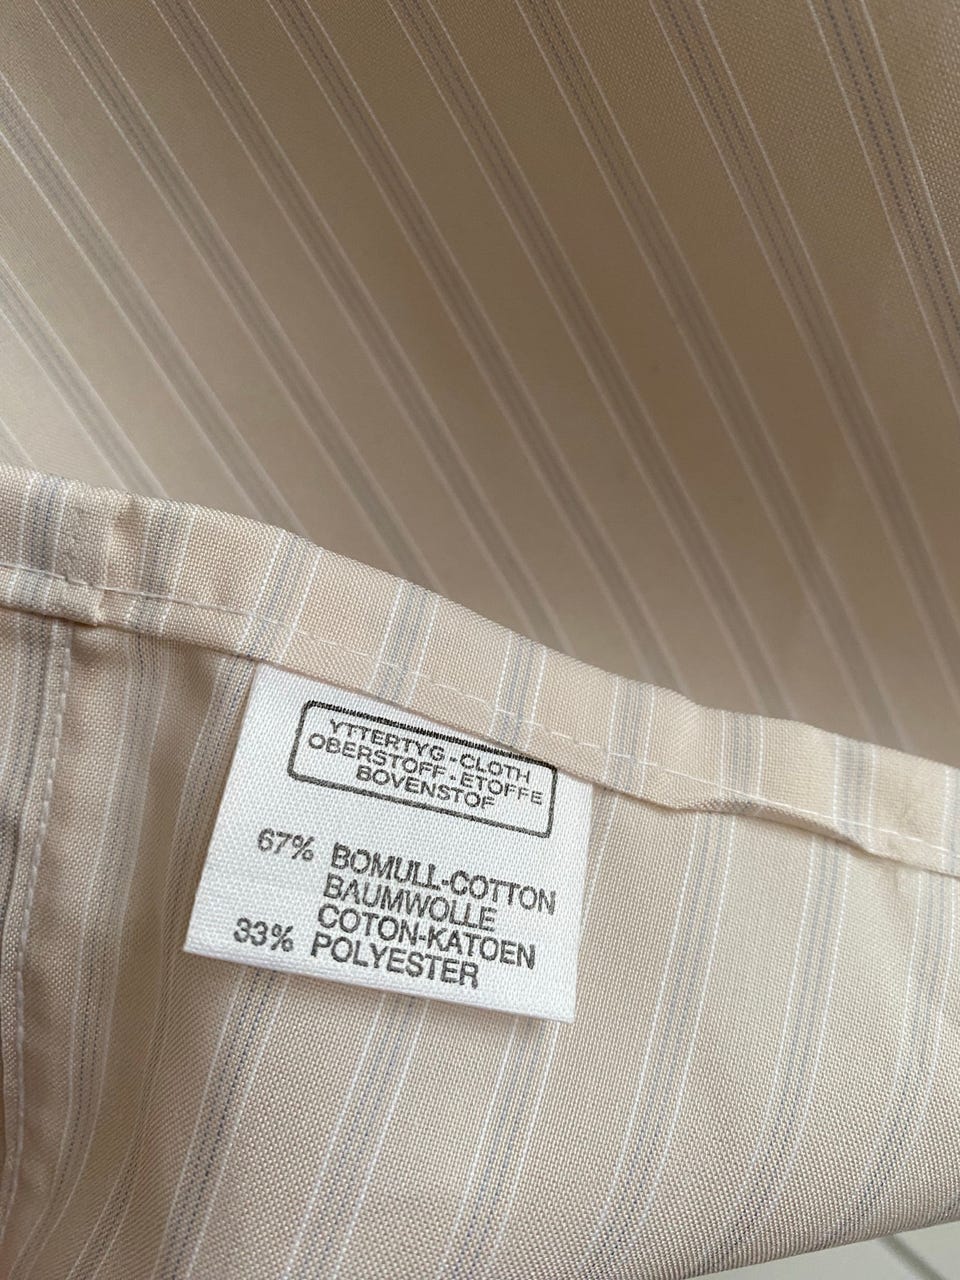 YTTERTYG-CLOTH
OBERSTOFF-ETOFFE
BOVENSTOF
67% BOMULL-COTTON
BAUMWOLLE
COTON-KATOEN
33% POLYESTER